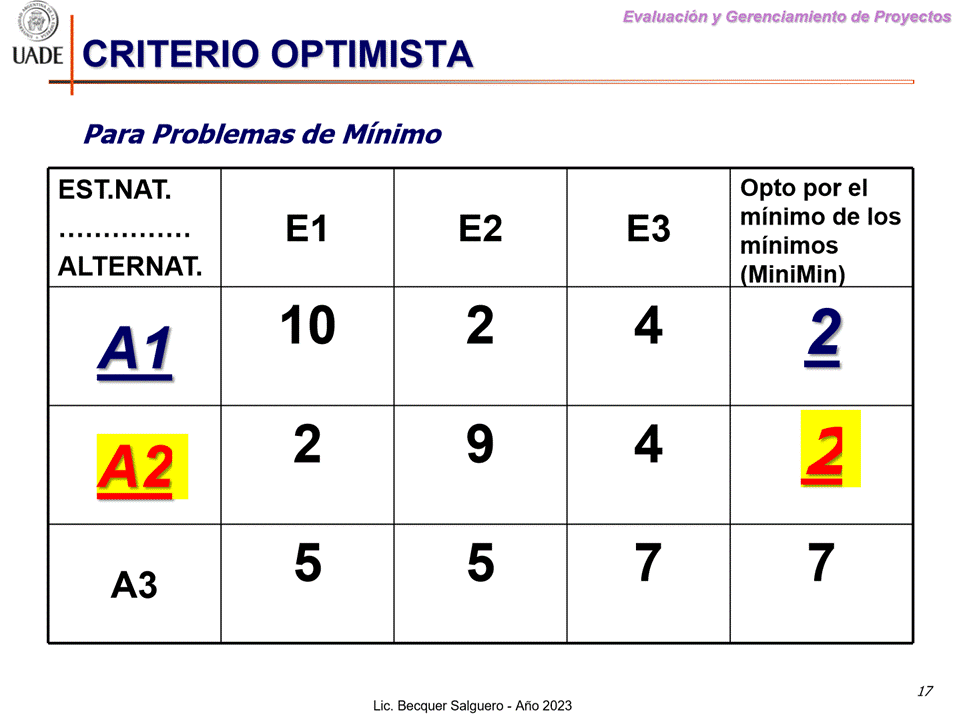 Evaluación y Gerenciamiento de Proyectos
UADE
CRITERIO OPTIMISTA
Para Problemas de Mínimo
EST.NAT.
……………
ALTERNAT.
E1
E2
E3
Opto por el
mínimo de los
mínimos
(MiniMin)
A1
10
2
4
2
A2
2
9
4
2
A3
5
5
7
7
17
Lic. Becquer Salguero - Año 2023